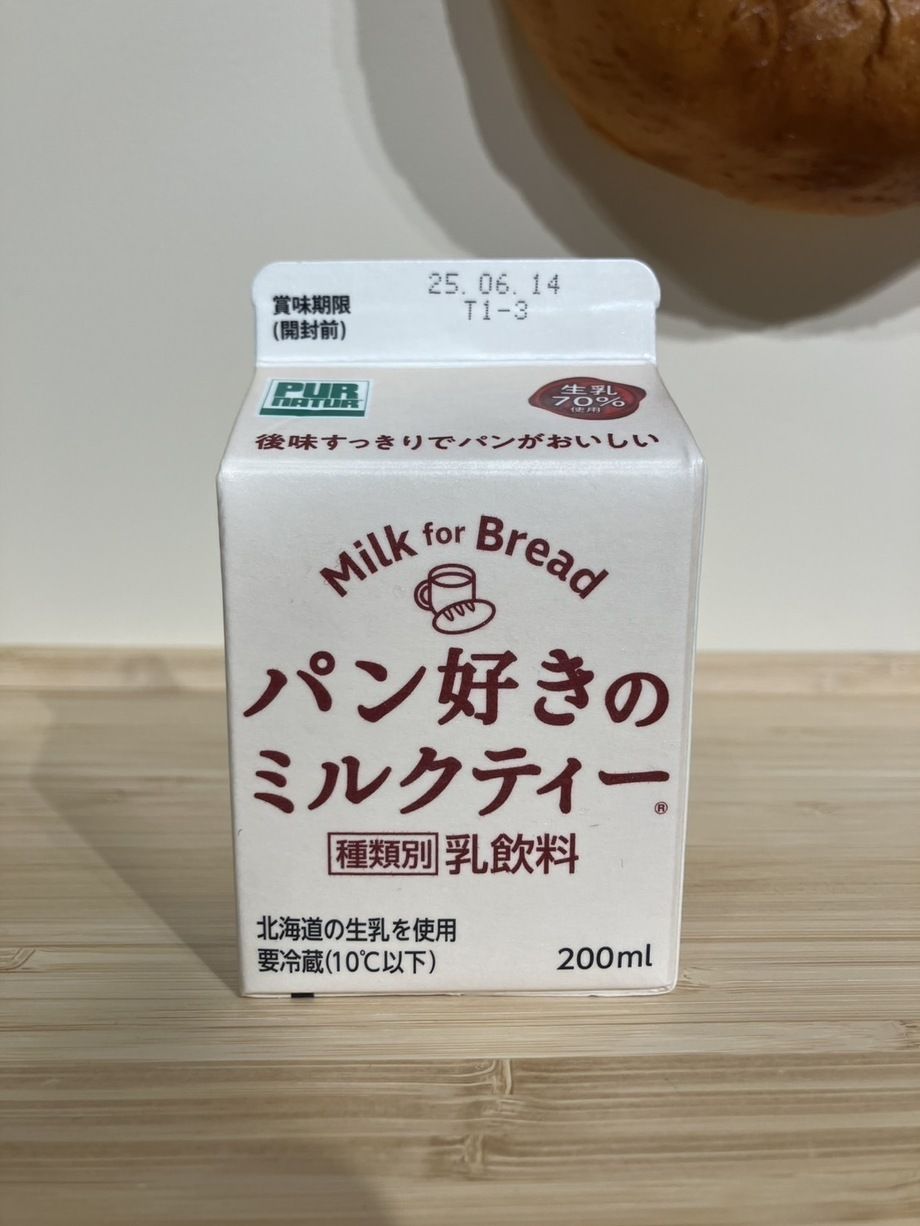 賞味期限
(開封前)
25.06.14
T1-3
PUR
NATUR
生乳
70%
使用
後味すっきりでパンがおいしい
Milk for Bread
パン好きの
ミルクティー®
種類別 乳飲料
北海道の生乳を使用
要冷蔵(10℃以下)
200ml